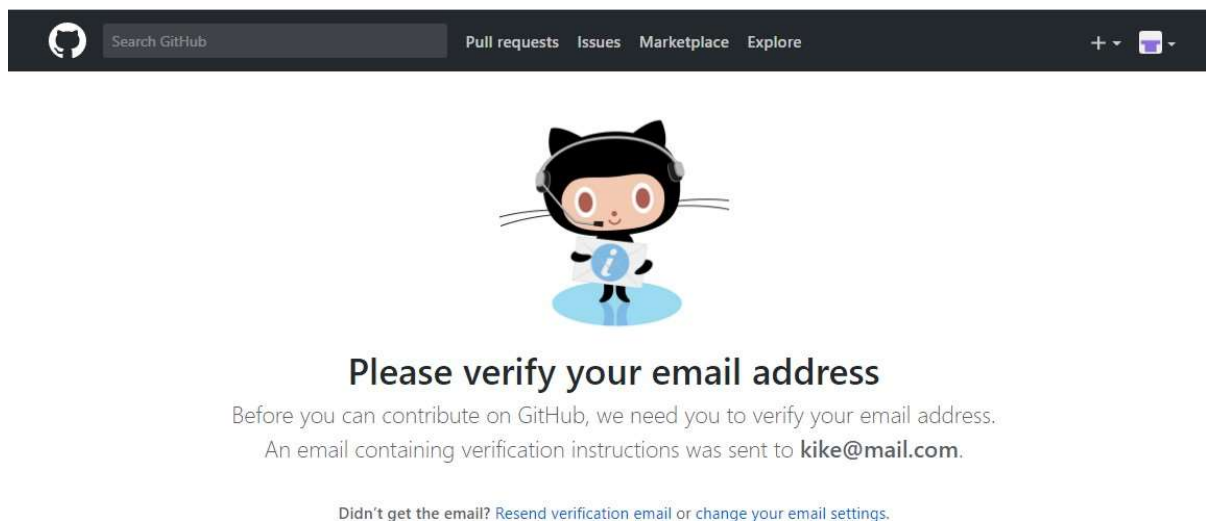 Search GitHub Pull requests Issues Marketplace Explore
Please verify your email address
Before you can contribute on GitHub, we need you to verify your email address.
An email containing verification instructions was sent to kike@mail.com.
Didn't get the email? Resend verification email or change your email settings.